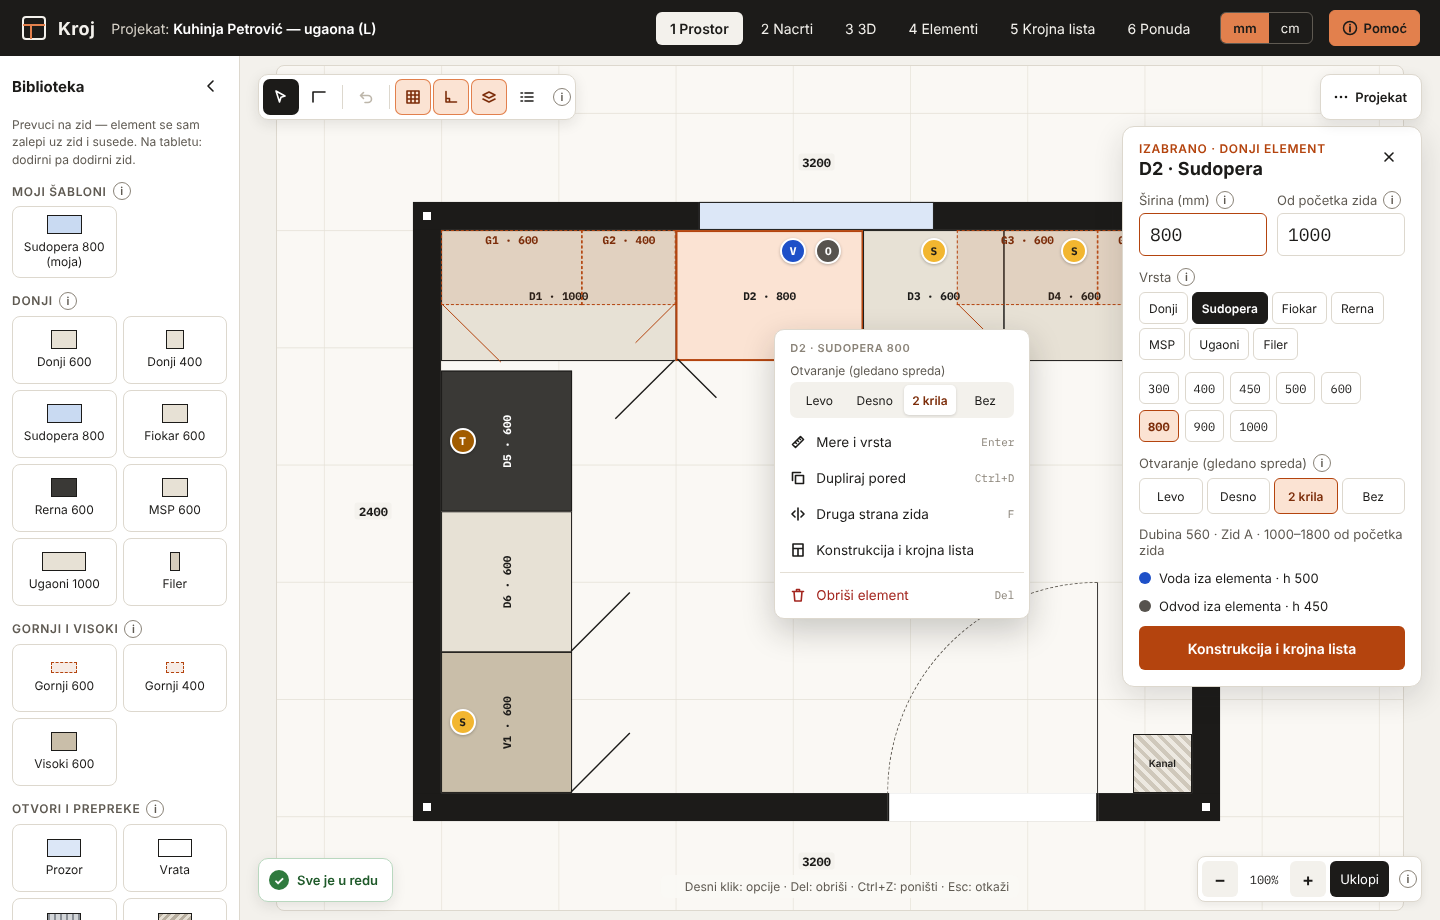 Kroj
Projekat: Kuhinja Petrović — ugaona (L)
1 Prostor
2 Nacrti
3 3D
4 Elementi
5 Krojna lista
6 Ponuda
mm
cm
Pomoć
Biblioteka
Prevuci na zid — element se sam
zalepi uz zid i susede. Na tabletu:
dodirni pa dodirni zid.
MOJI ŠABLONI
Sudopera 800
(moja)
DONJI
Donji 600
Donji 400
Sudopera 800
Fiokar 600
Rerna 600
MSP 600
Ugaoni 1000
Filer
GORNJI I VISOKI
Gornji 600
Gornji 400
Visoki 600
OTVORI I PREPREKE
Prozor
Vrata
Projekat
3200
G1 · 600
G2 · 400
V
O
S
G3 · 600
S
D1 · 1000
D2 · 800
D3 · 600
D4 · 600
2400
T
D5 · 600
D6 · 600
S
V1 · 600
Kanal
3200
D2 · SUDOPERA 800
Otvaranje (gledano spreda)
Levo
Desno
2 krila
Bez
Mere i vrsta Enter
Dupliraj pored Ctrl+D
Druga strana zida F
Konstrukcija i krojna lista
Obriši element Del
IZABRANO · DONJI ELEMENT
D2 · Sudopera
Širina (mm)
Od početka zida
800
1000
Vrsta
Donji
Sudopera
Fiokar
Rerna
MSP
Ugaoni
Filer
300
400
450
500
600
800
900
1000
Otvaranje (gledano spreda)
Levo
Desno
2 krila
Bez
Dubina 560 · Zid A · 1000–1800 od početka
zida
Voda iza elementa · h 500
Odvod iza elementa · h 450
Konstrukcija i krojna lista
Sve je u redu
Desni klik: opcije · Del: obriši · Ctrl+Z: poništi · Esc: otkaži
−
100%
+
Uklopi